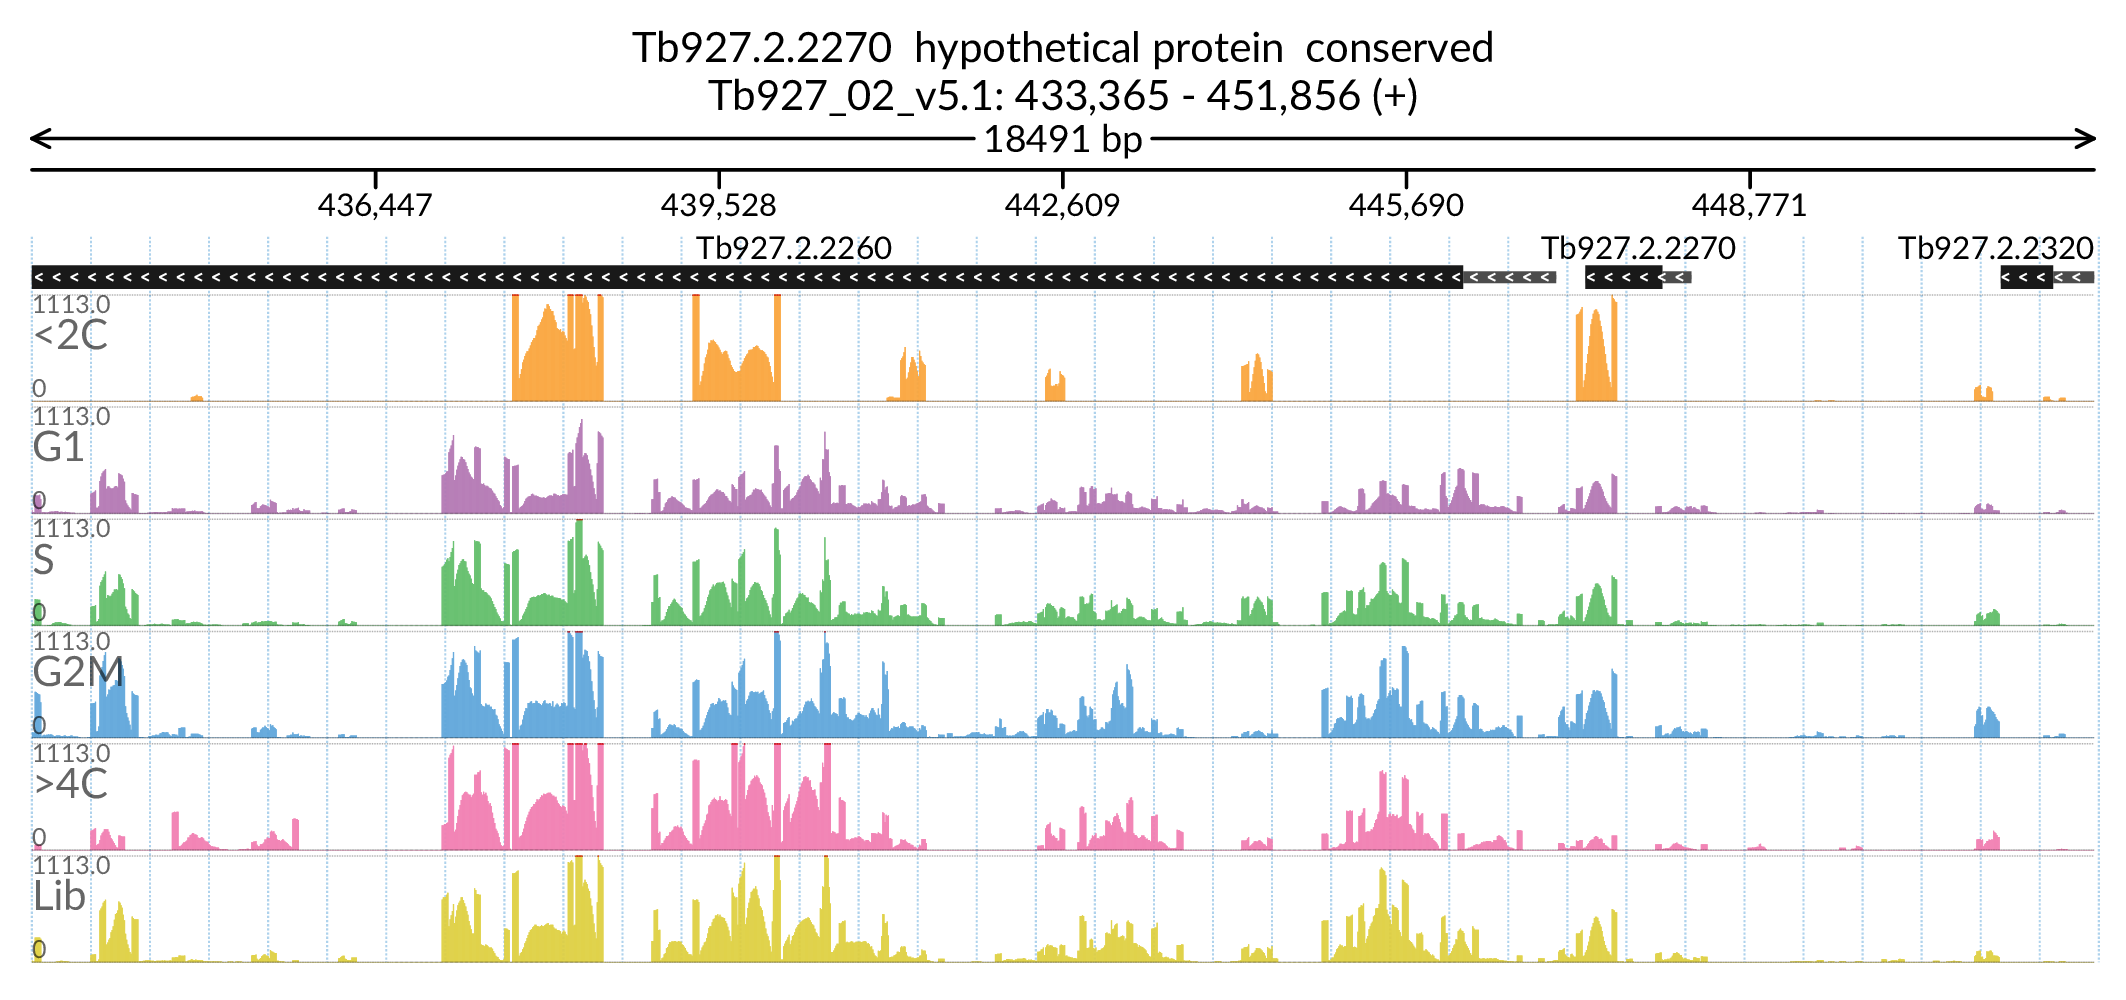 Tb927.2.2270  hypothetical protein  conserved
Tb927_02_v5.1: 433,365 - 451,856 (+)
18491 bp
436,447 439,528 442,609 445,690 448,771
Tb927.2.2260 Tb927.2.2270 Tb927.2.2320
1113.0
<2C
0
1113.0
G1
0
1113.0
S
0
1113.0
G2M
0
1113.0
>4C
0
1113.0
Lib
0